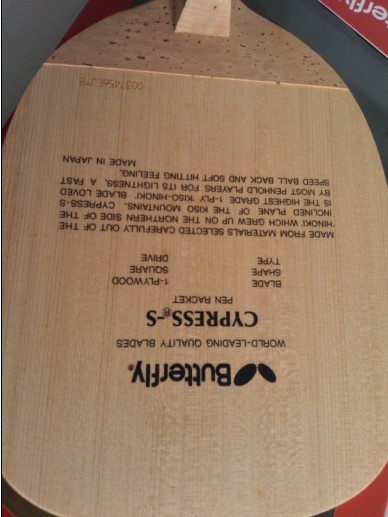 Butterfly®
WORLD-LEADING QUALITY BLADES
CYPRESS®-S
PEN RACKET
BLADE 1-PLYWOOD
SHAPE SQUARE
TYPE DRIVE
MADE FROM MATERIALS SELECTED CAREFULLY OUT OF THE
HINOKI' WHICH GREW UP ON THE NORTHERN SIDE OF THE
INCLINED PLANE OF THE KISO MOUNTAINS. CYPRESS-S
IS THE HIGHEST GRADE 1-PLY 'KISO-HINOKI' BLADE LOVED
BY MOST PENHOLD PLAYERS FOR ITS LIGHTNESS, A FAST
SPEED BALL BACK AND SOFT HITTING FEELING.
MADE IN JAPAN